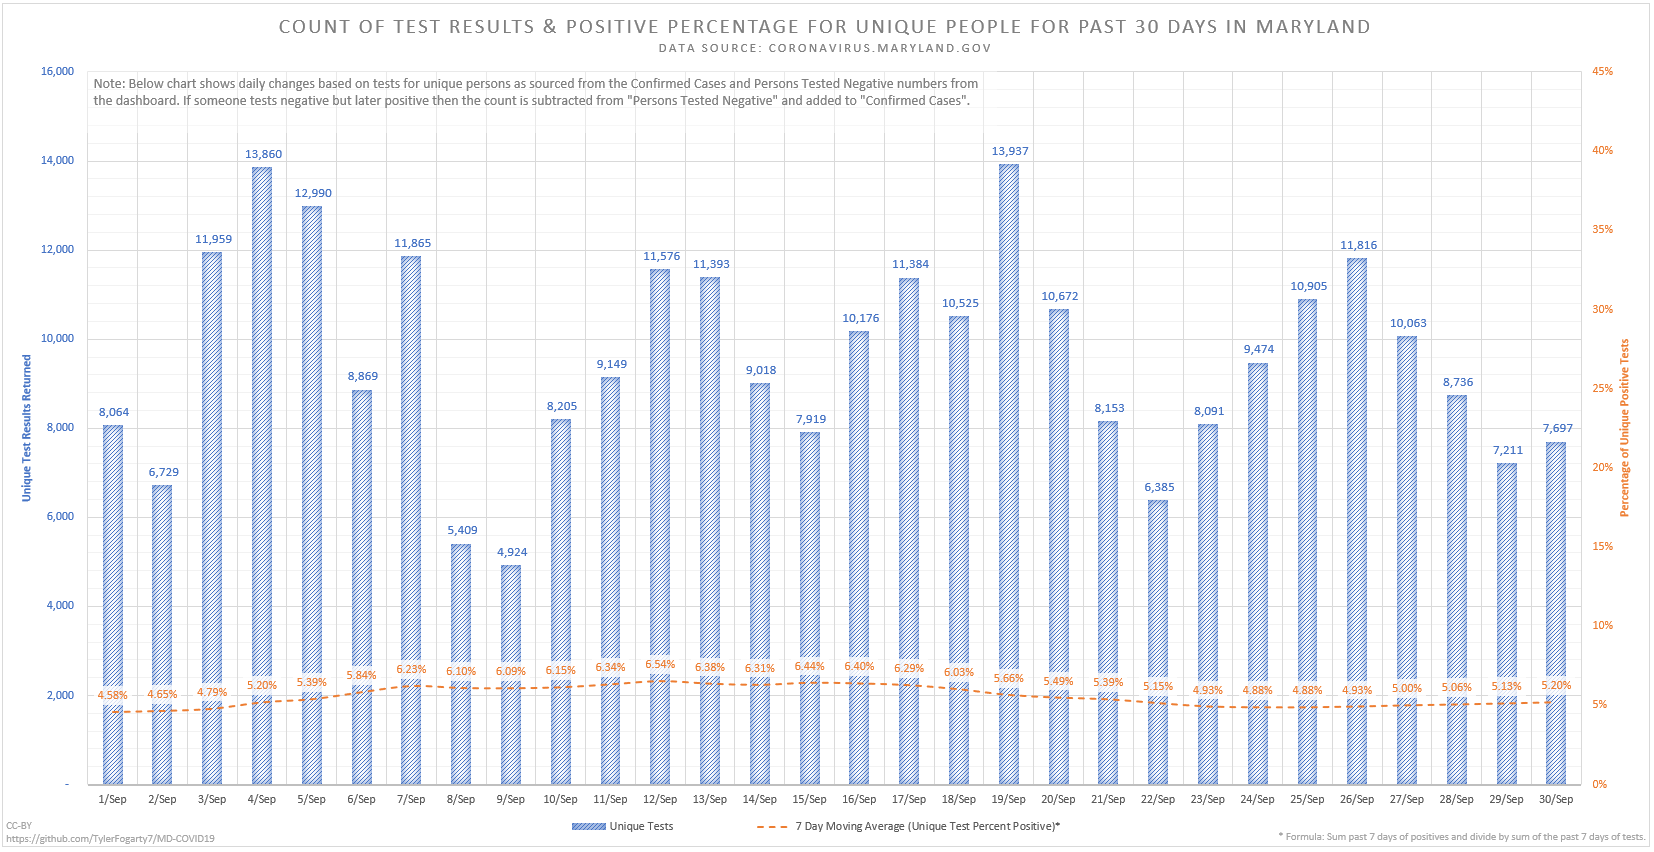 COUNT OF TEST RESULTS & POSITIVE PERCENTAGE FOR UNIQUE PEOPLE FOR PAST 30 DAYS IN MARYLAND
DATA SOURCE: CORONAVIRUS.MARYLAND.GOV
Note: Below chart shows daily changes based on tests for unique persons as sourced from the Confirmed Cases and Persons Tested Negative numbers from
the dashboard. If someone tests negative but later positive then the count is subtracted from "Persons Tested Negative" and added to "Confirmed Cases".
Unique Test Results Returned
16,000
14,000
12,000
10,000
8,000
6,000
4,000
2,000
-
8,064 6,729 11,959 13,860 12,990 8,869 11,865 5,409 4,924 8,205 9,149 11,576 11,393 9,018 7,919 10,176 11,384 10,525 13,937 10,672 8,153 6,385 8,091 9,474 10,905 11,816 10,063 8,736 7,211 7,697
4.58% 4.65% 4.79% 5.20% 5.39% 5.84% 6.23% 6.10% 6.09% 6.15% 6.34% 6.54% 6.38% 6.31% 6.44% 6.40% 6.29% 6.03% 5.66% 5.49% 5.39% 5.15% 4.93% 4.88% 4.88% 4.93% 5.00% 5.06% 5.13% 5.20%
45%
40%
35%
30%
25%
20%
15%
10%
5%
0%
Percentage of Unique Positive Tests
1/Sep 2/Sep 3/Sep 4/Sep 5/Sep 6/Sep 7/Sep 8/Sep 9/Sep 10/Sep 11/Sep 12/Sep 13/Sep 14/Sep 15/Sep 16/Sep 17/Sep 18/Sep 19/Sep 20/Sep 21/Sep 22/Sep 23/Sep 24/Sep 25/Sep 26/Sep 27/Sep 28/Sep 29/Sep 30/Sep
Unique Tests 7 Day Moving Average (Unique Test Percent Positive)*
CC-BY
https://github.com/TylerFogarty7/MD-COVID19
* Formula: Sum past 7 days of positives and divide by sum of the past 7 days of tests.